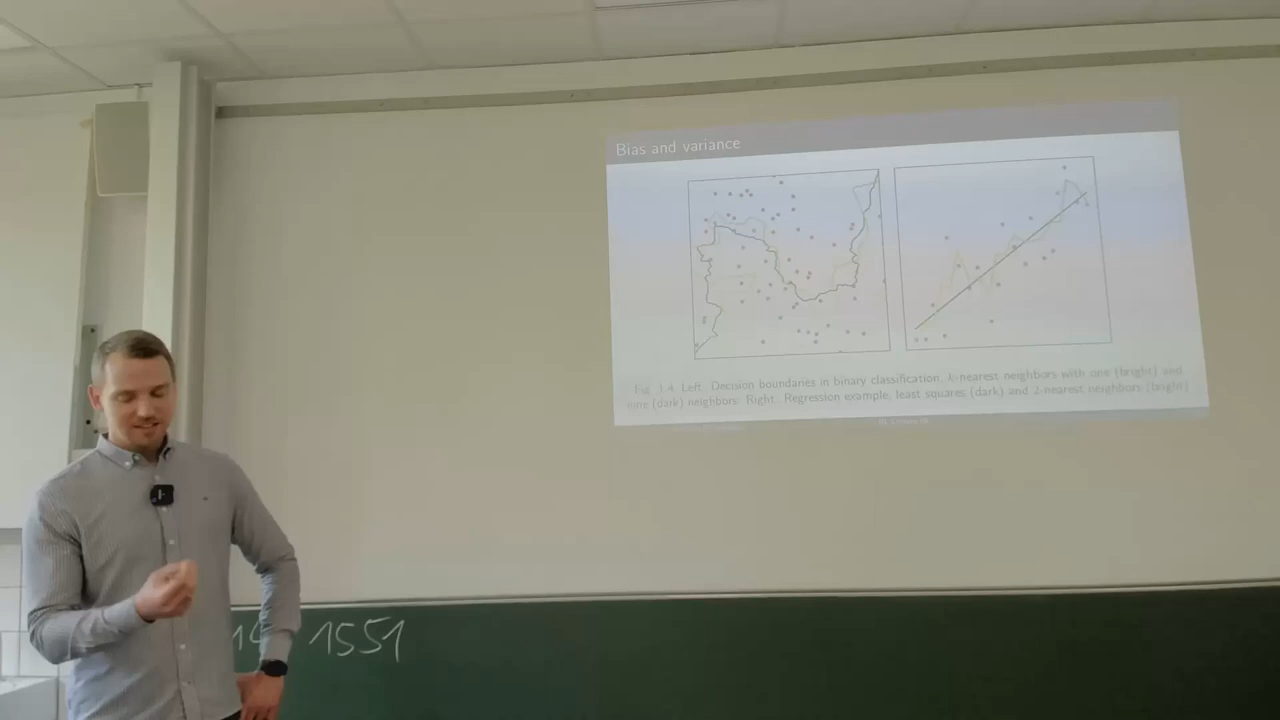 Bias and variance
Fig. 1.4. Left. Decision boundaries in binary classification, k-nearest neighbors with one (bright) and
nine (dark) neighbors. Right. Regression example, least squares (dark) and 2-nearest neighbors (bright)
1551